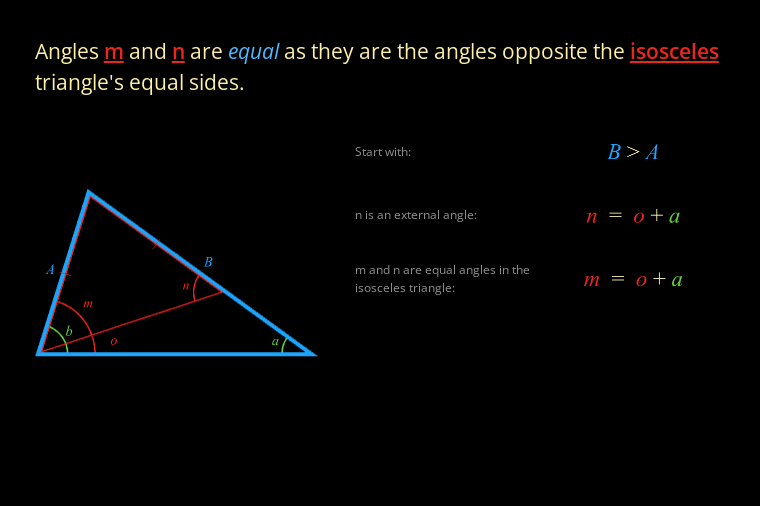 Angles m and n are equal as they are the angles opposite the isosceles
triangle's equal sides.
Start with:
B > A
n is an external angle:
n = o + a
m and n are equal angles in the
isosceles triangle:
m = o + a
A
B
n
m
b
o
a